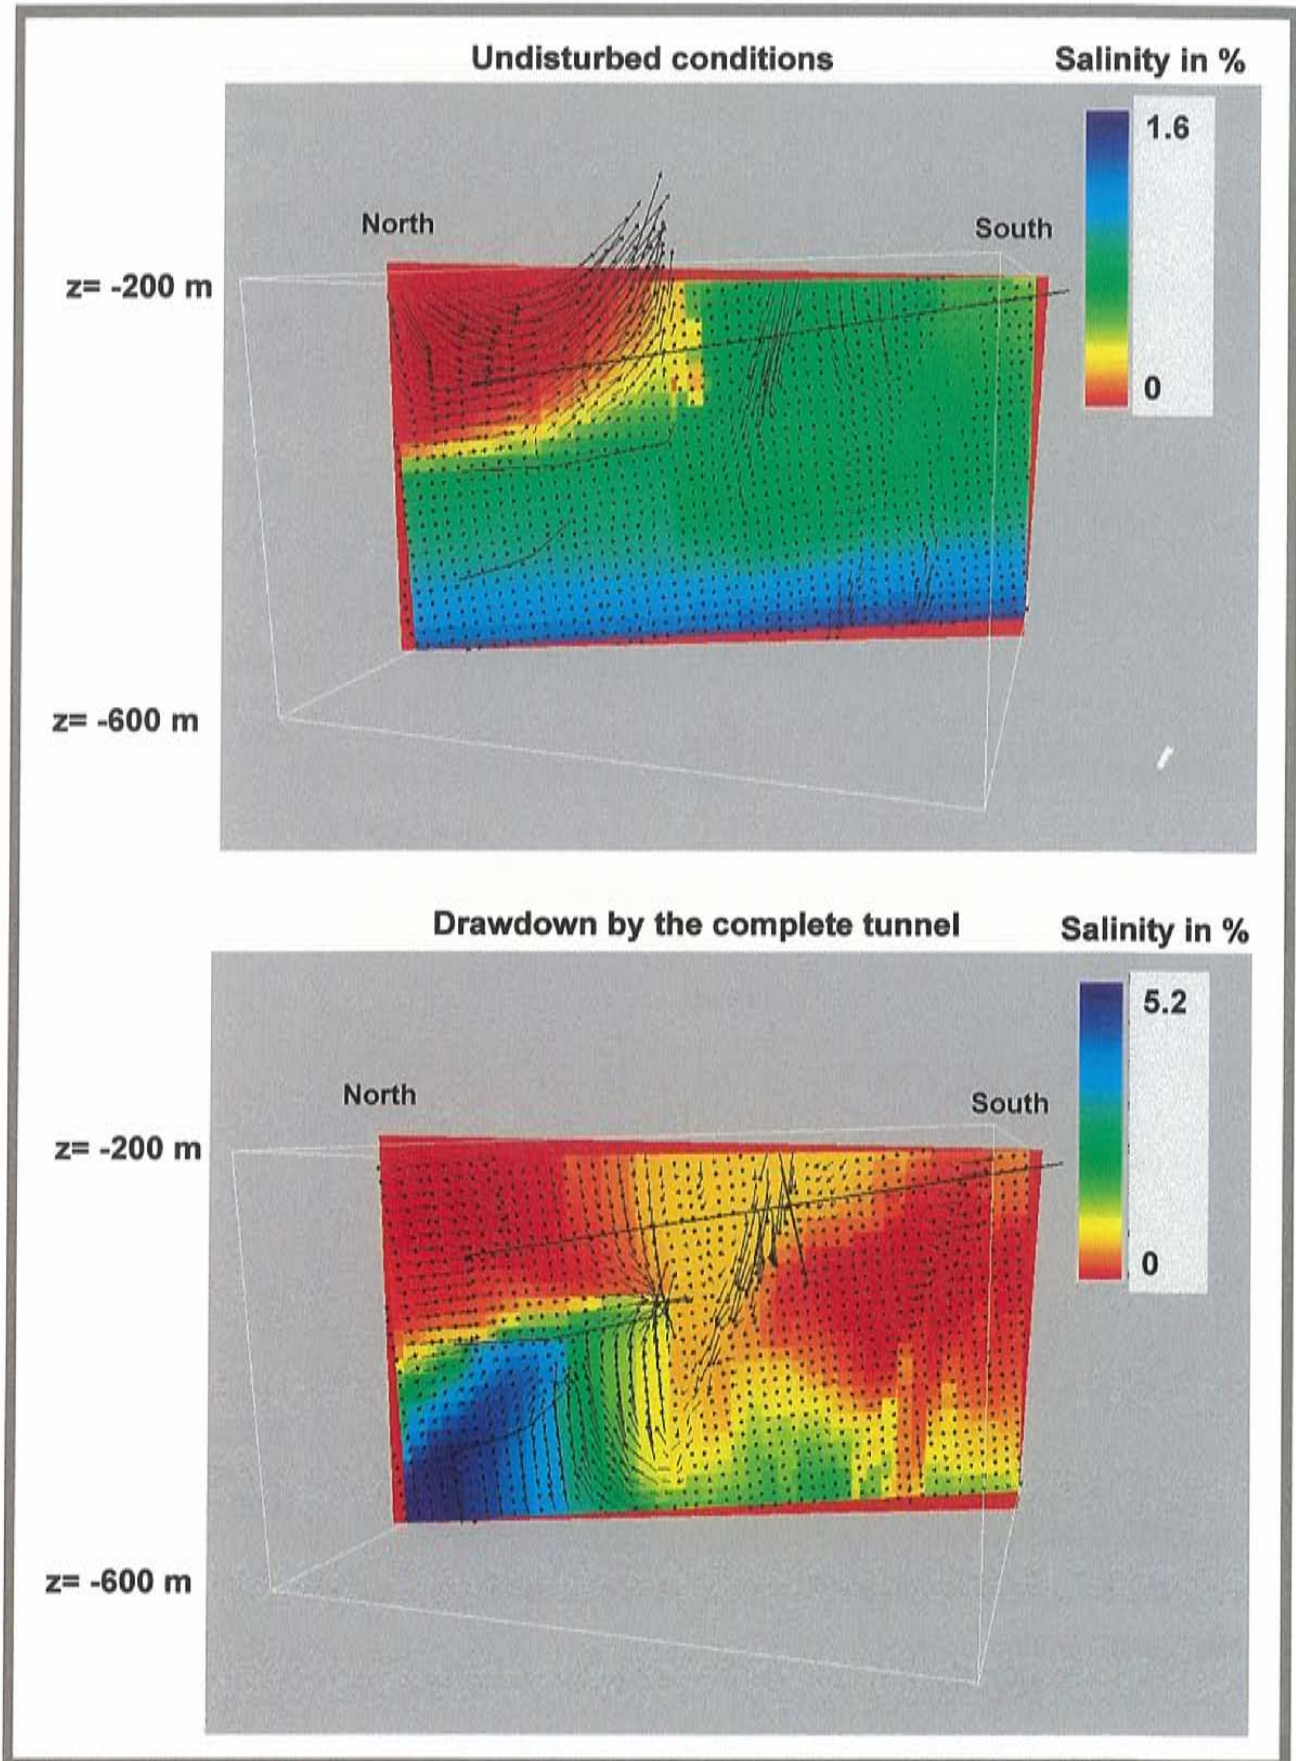 Undisturbed conditions
Salinity in %
1.6
North
South
z= -200 m
0
z= -600 m
Drawdown by the complete tunnel
Salinity in %
5.2
North
South
z= -200 m
0
z= -600 m